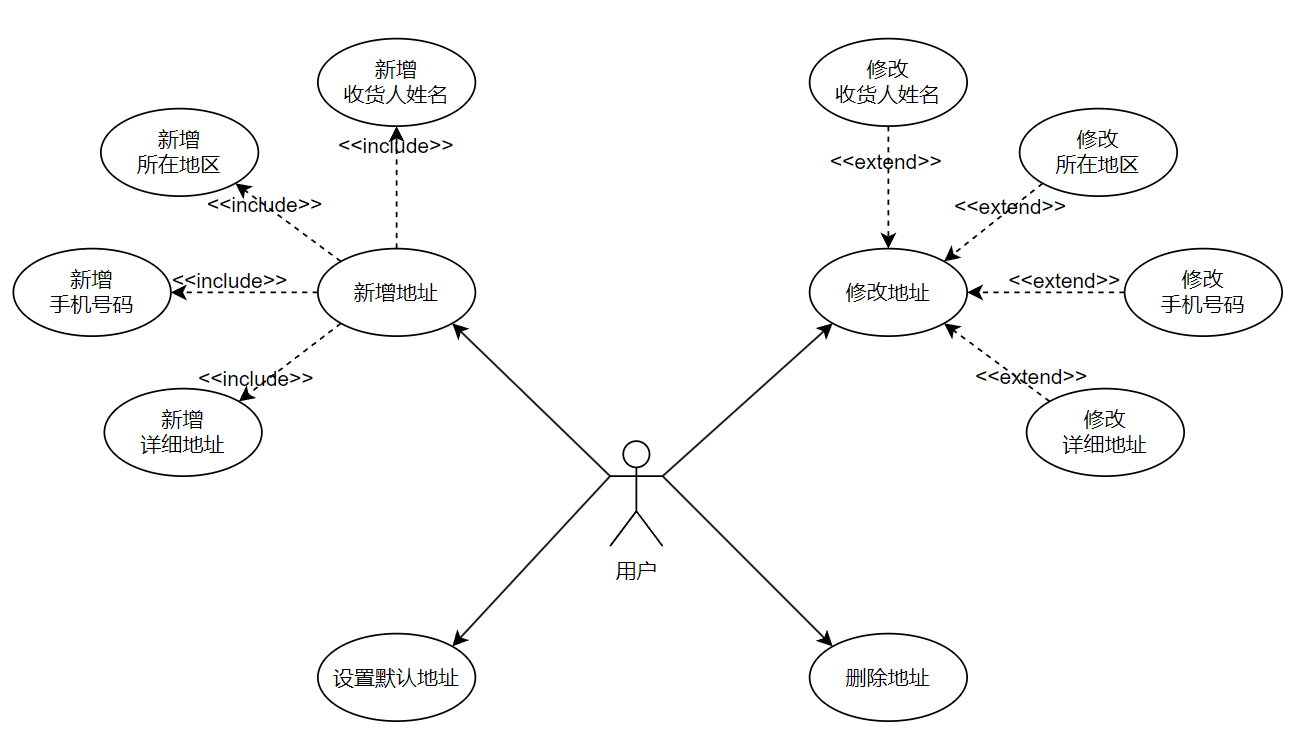 新增
收货人姓名
修改
收货人姓名
新增
所在地区
<<include>>
<<extend>>
修改
所在地区
<<include>>
<<extend>>
新增
手机号码
<<include>>
新增地址
修改地址
<<extend>>
修改
手机号码
<<include>>
<<extend>>
新增
详细地址
修改
详细地址
用户
设置默认地址
删除地址